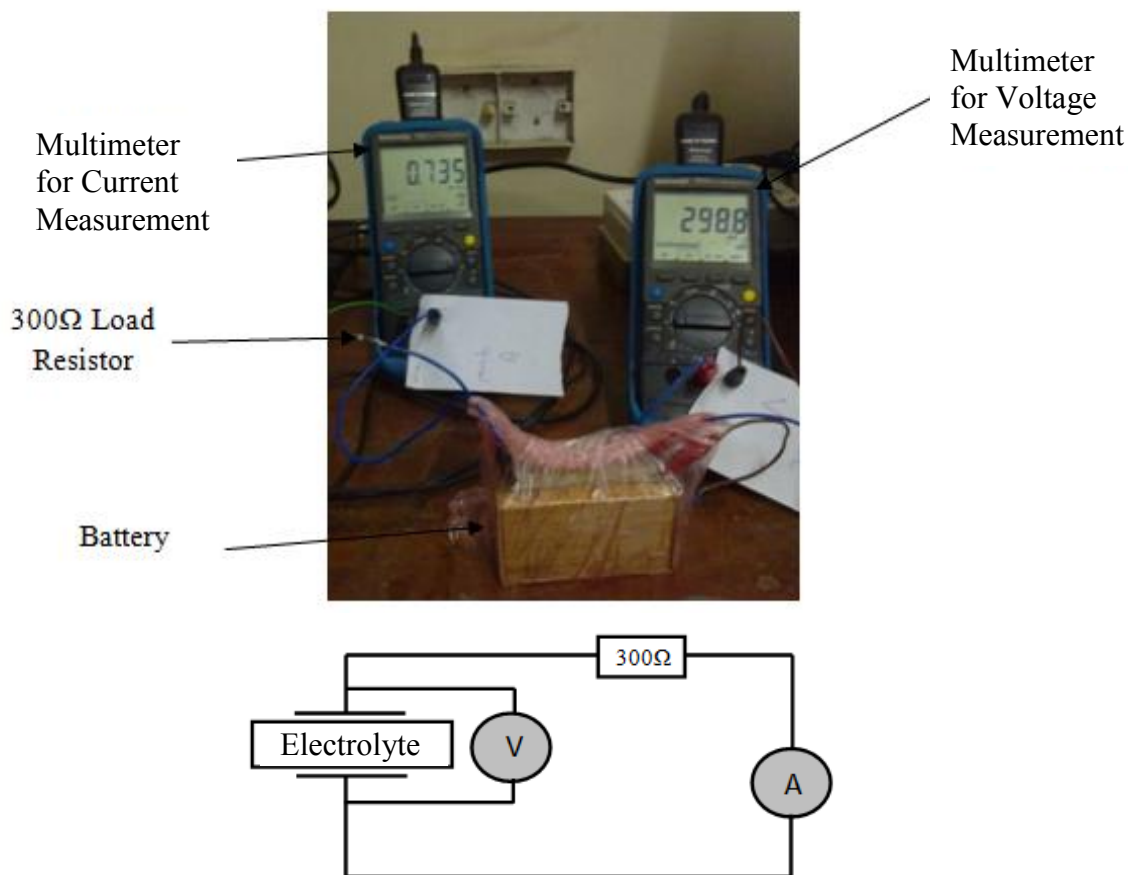 Multimeter
for Current
Measurement
Multimeter
for Voltage
Measurement
0.735
298.8
300Ω Load
Resistor
Battery
300Ω
Electrolyte
V
A